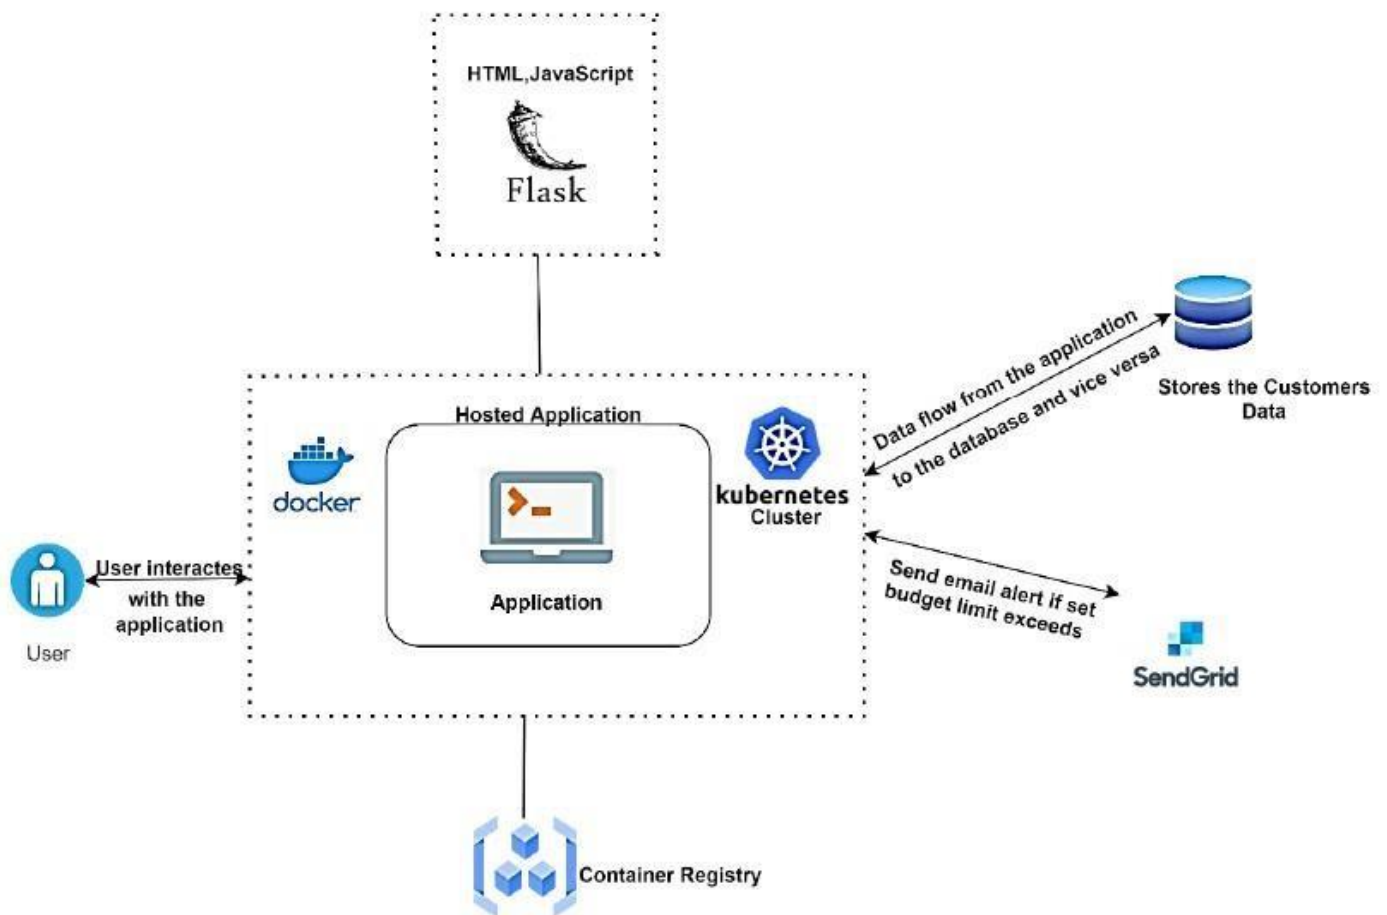 HTML,JavaScript
Flask
Hosted Application
docker
kubernetes
Cluster
Application
User interactes
with the
application
User
Data flow from the application
to the database and vice versa
Stores the Customers
Data
Send email alert if set
budget limit exceeds
SendGrid
Container Registry